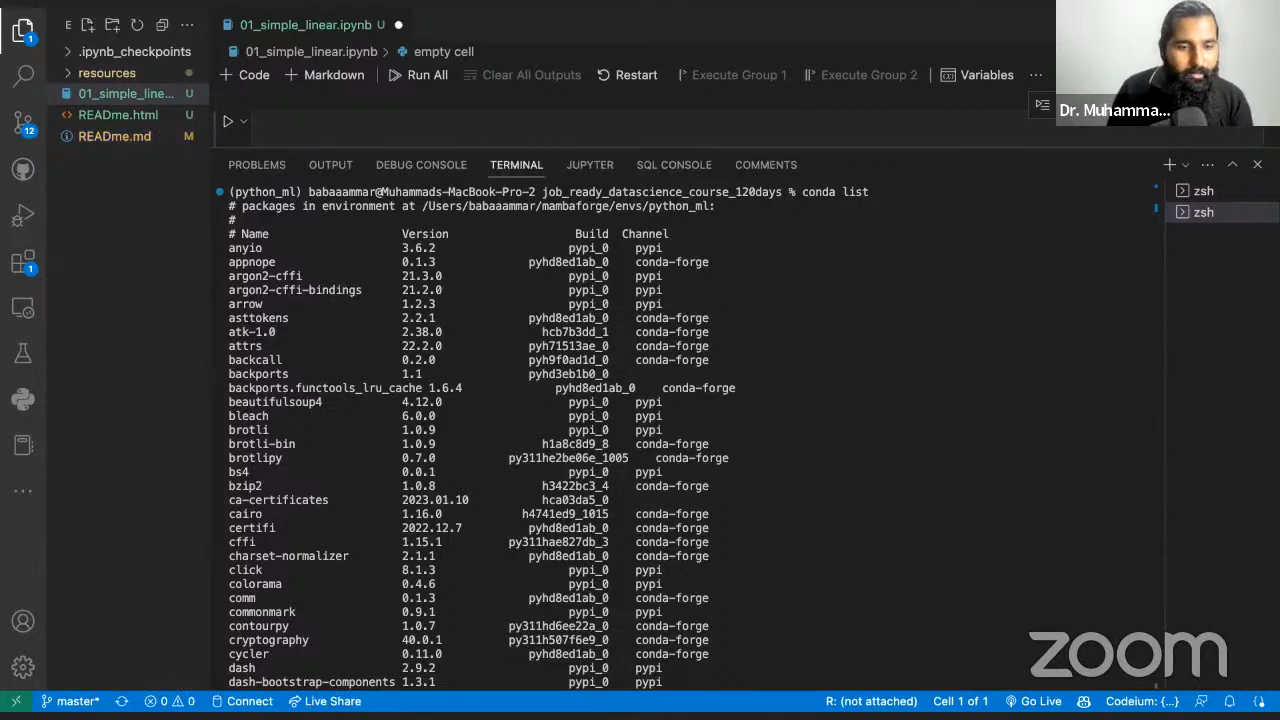 E
01_simple_linear.ipynb U
.ipynb_checkpoints
resources
01_simple_line... U
READme.html U
READme.md M
01_simple_linear.ipynb > empty cell
+ Code + Markdown Run All Clear All Outputs Restart Execute Group 1 Execute Group 2 Variables ...
Dr. Muhamma...
PROBLEMS OUTPUT DEBUG CONSOLE TERMINAL JUPYTER SQL CONSOLE COMMENTS
zsh
zsh
(python_ml) babaaammar@Muhammads-MacBook-Pro-2 job_ready_datascience_course_120days % conda list
# packages in environment at /Users/babaaammar/mambaforge/envs/python_ml:
#
# Name Version Build Channel
anyio 3.6.2 pypi_0 pypi
appnope 0.1.3 pyhd8ed1ab_0 conda-forge
argon2-cffi 21.3.0 pypi_0 pypi
argon2-cffi-bindings 21.2.0 pypi_0 pypi
arrow 1.2.3 pypi_0 pypi
asttokens 2.2.1 pyhd8ed1ab_0 conda-forge
atk-1.0 2.38.0 hcb7b3dd_1 conda-forge
attrs 22.2.0 pyh71513ae_0 conda-forge
backcall 0.2.0 pyh9f0ad1d_0 conda-forge
backports 1.1 pyhd3eb1b0_0
backports.functools_lru_cache 1.6.4 pyhd8ed1ab_0 conda-forge
beautifulsoup4 4.12.0 pypi_0 pypi
bleach 6.0.0 pypi_0 pypi
brotli 1.0.9 pypi_0 pypi
brotli-bin 1.0.9 h1a8c8d9_8 conda-forge
brotlipy 0.7.0 py311he2be06e_1005 conda-forge
bs4 0.0.1 pypi_0 pypi
bzip2 1.0.8 h3422bc3_4 conda-forge
ca-certificates 2023.01.10 hca03da5_0
cairo 1.16.0 h4741ed9_1015 conda-forge
certifi 2022.12.7 pyhd8ed1ab_0 conda-forge
cffi 1.15.1 py311hae827db_3 conda-forge
charset-normalizer 2.1.1 pyhd8ed1ab_0 conda-forge
click 8.1.3 pypi_0 pypi
colorama 0.4.6 pypi_0 pypi
comm 0.1.3 pyhd8ed1ab_0 conda-forge
commonmark 0.9.1 pypi_0 pypi
contourpy 1.0.7 py311hd6ee22a_0 conda-forge
cryptography 40.0.1 py311h507f6e9_0 conda-forge
cycler 0.11.0 pyhd8ed1ab_0 conda-forge
dash 2.9.2 pypi_0 pypi
dash-bootstrap-components 1.3.1 pypi_0 pypi
1
12
1
zoom
master* 0 0 Connect Live Share R: (not attached) Cell 1 of 1 Go Live Codeium: {...}